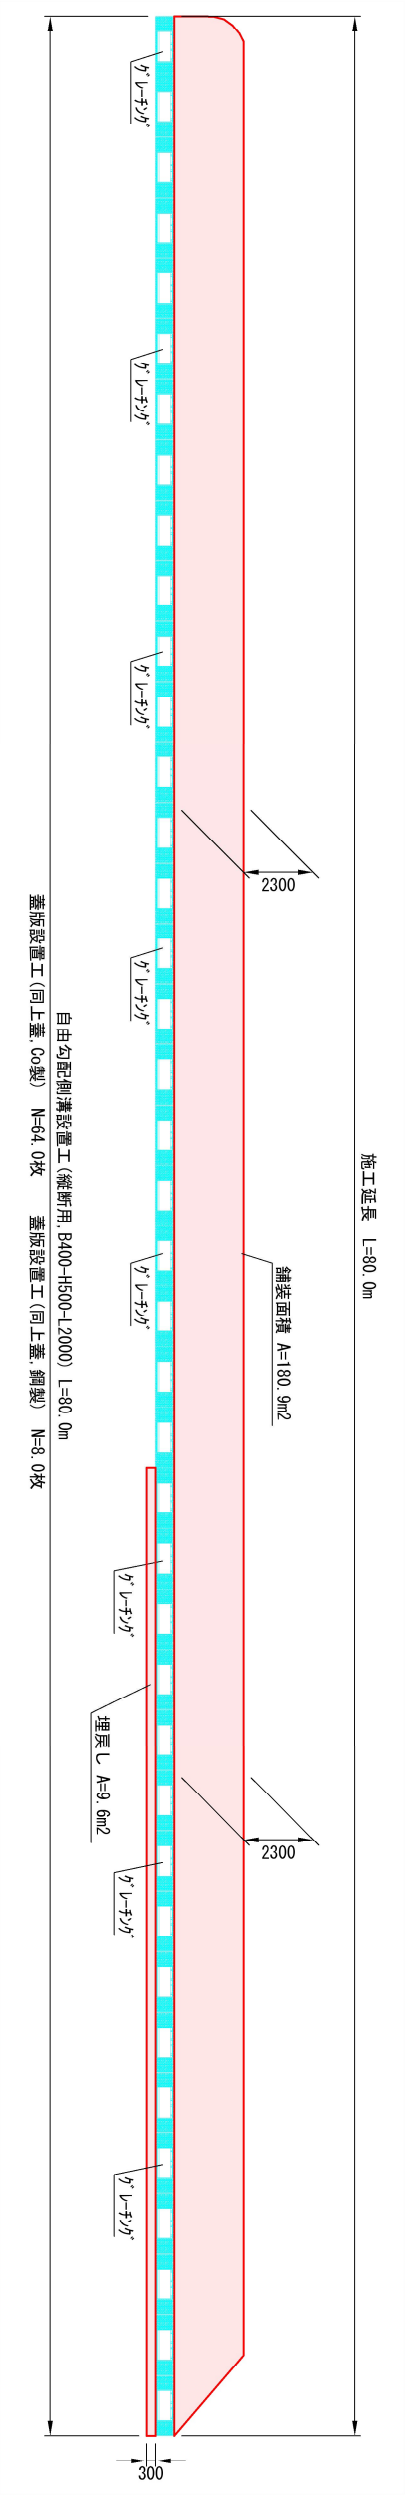 施工延長 L=80.0m
舗装面積 A=180.9m2
2300
2300
グレーチング
グレーチング
グレーチング
グレーチング
グレーチング
グレーチング
グレーチング
グレーチング
埋戻し A=9.6m2
300
自由勾配側溝設置工(縦断用,B400-H500-L2000) L=80.0m
蓋版設置工(同上蓋,Co製) N=64.0枚 蓋版設置工(同上蓋,鋼製) N=8.0枚